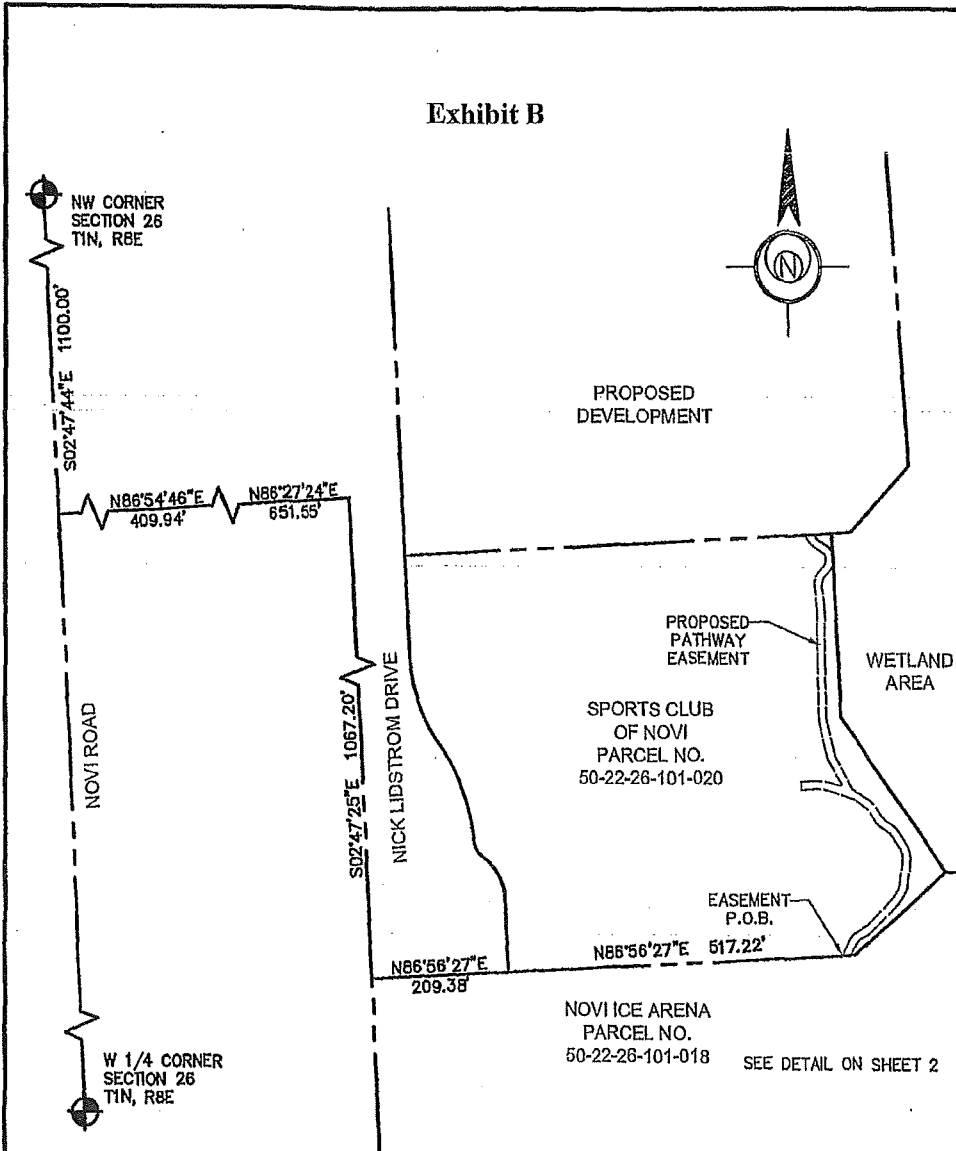 Exhibit B
NW CORNER
SECTION 26
T1N, R8E
N
S02°47'44"E 1100.00'
PROPOSED
DEVELOPMENT
N86°54'46"E
409.94'
N86°27'24"E
651.55'
NOVI ROAD
S02°47'25"E 1067.20'
NICK LIDSTROM DRIVE
PROPOSED
PATHWAY
EASEMENT
WETLAND
AREA
SPORTS CLUB
OF NOVI
PARCEL NO.
50-22-26-101-020
EASEMENT
P.O.B.
N86°56'27"E
209.38'
N86°56'27"E 517.22'
NOVI ICE ARENA
PARCEL NO.
50-22-26-101-018
SEE DETAIL ON SHEET 2
W 1/4 CORNER
SECTION 26
T1N, R8E